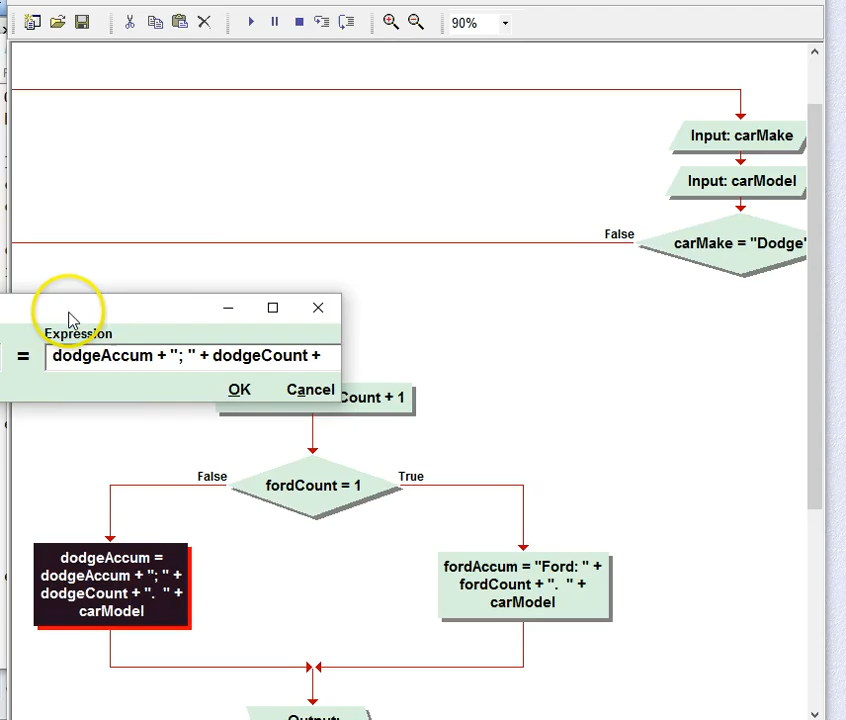 90%
Input: carMake
Input: carModel
False
carMake = "Dodge"
Expression
= dodgeAccum + "; " + dodgeCount +
OK Cancel
Count + 1
False
True
fordCount = 1
dodgeAccum =
dodgeAccum + "; " +
dodgeCount + ".  " +
carModel
fordAccum = "Ford: " +
fordCount + ".  " +
carModel
Output: